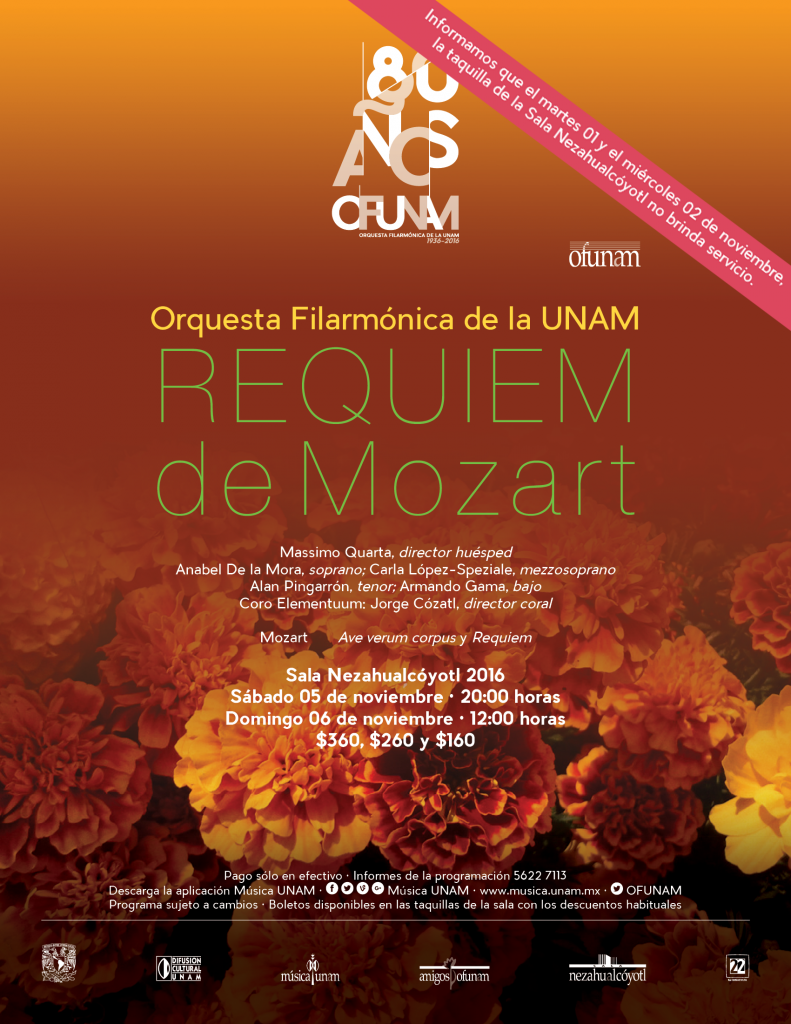 Informamos que el martes 01 y el miércoles 02 de noviembre,
la taquilla de la Sala Nezahualcóyotl no brinda servicio.
80
AÑOS
OFUNAM
ORQUESTA FILARMÓNICA DE LA UNAM
1936-2016
ofunam
Orquesta Filarmónica de la UNAM
REQUIEM
de Mozart
Massimo Quarta, director huésped
Anabel De la Mora, soprano; Carla López-Speziale, mezzosoprano
Alan Pingarrón, tenor; Armando Gama, bajo
Coro Elementuum: Jorge Cózatl, director coral
Mozart Ave verum corpus y Requiem
Sala Nezahualcóyotl 2016
Sábado 05 de noviembre · 20:00 horas
Domingo 06 de noviembre · 12:00 horas
$360, $260 y $160
Pago sólo en efectivo · Informes de la programación 5622 7113
Descarga la aplicación Música UNAM · Música UNAM · www.musica.unam.mx · OFUNAM
Programa sujeto a cambios · Boletos disponibles en las taquillas de la sala con los descuentos habituales
DIFUSIÓN
CULTURAL
UNAM
música unam
amigos ofunam
nezahualcóyotl
22